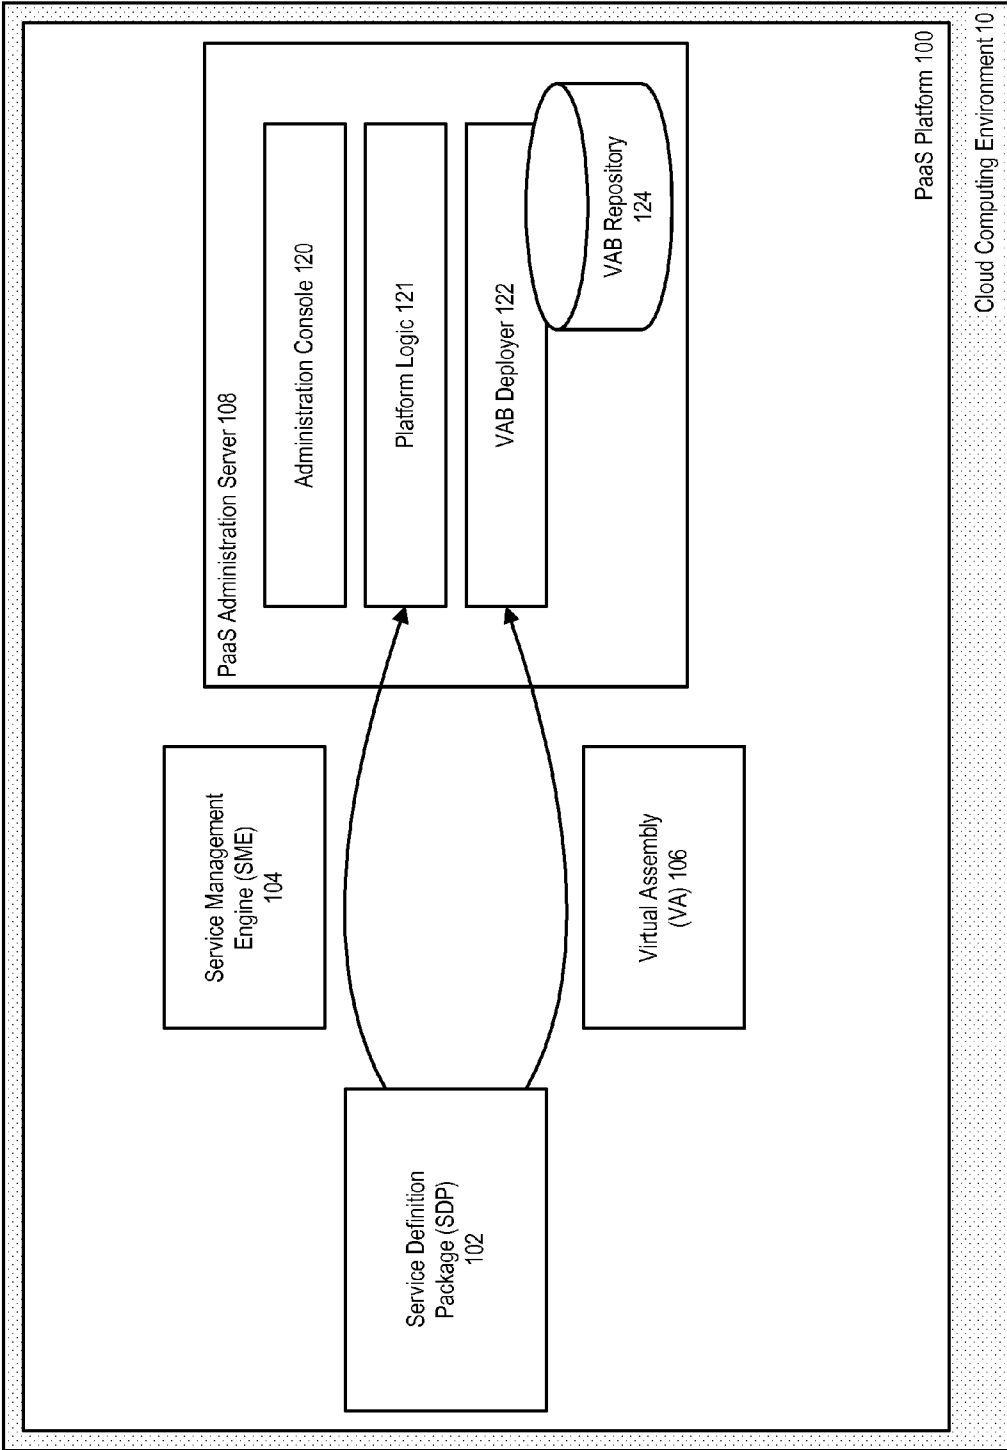 PaaS Administration Server 108
Administration Console 120
Platform Logic 121
VAB Deployer 122
VAB Repository
124
Service Management
Engine (SME)
104
Virtual Assembly
(VA) 106
Service Definition
Package (SDP)
102
PaaS Platform 100
Cloud Computing Environment 10